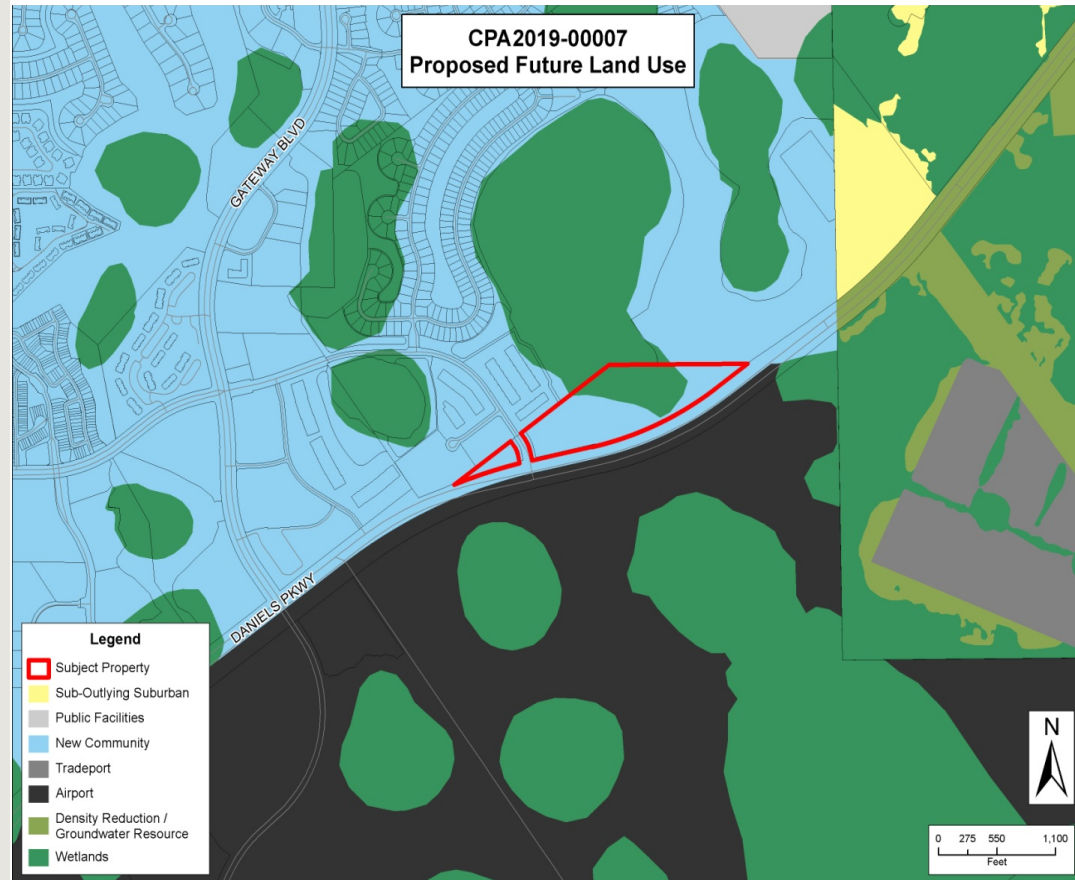 CPA2019-00007
Proposed Future Land Use
GATEWAY BLVD
DANIELS PKWY
Legend
Subject Property
Sub-Outlying Suburban
Public Facilities
New Community
Tradeport
Airport
Density Reduction /
Groundwater Resource
Wetlands
N
0 275 550 1,100
Feet